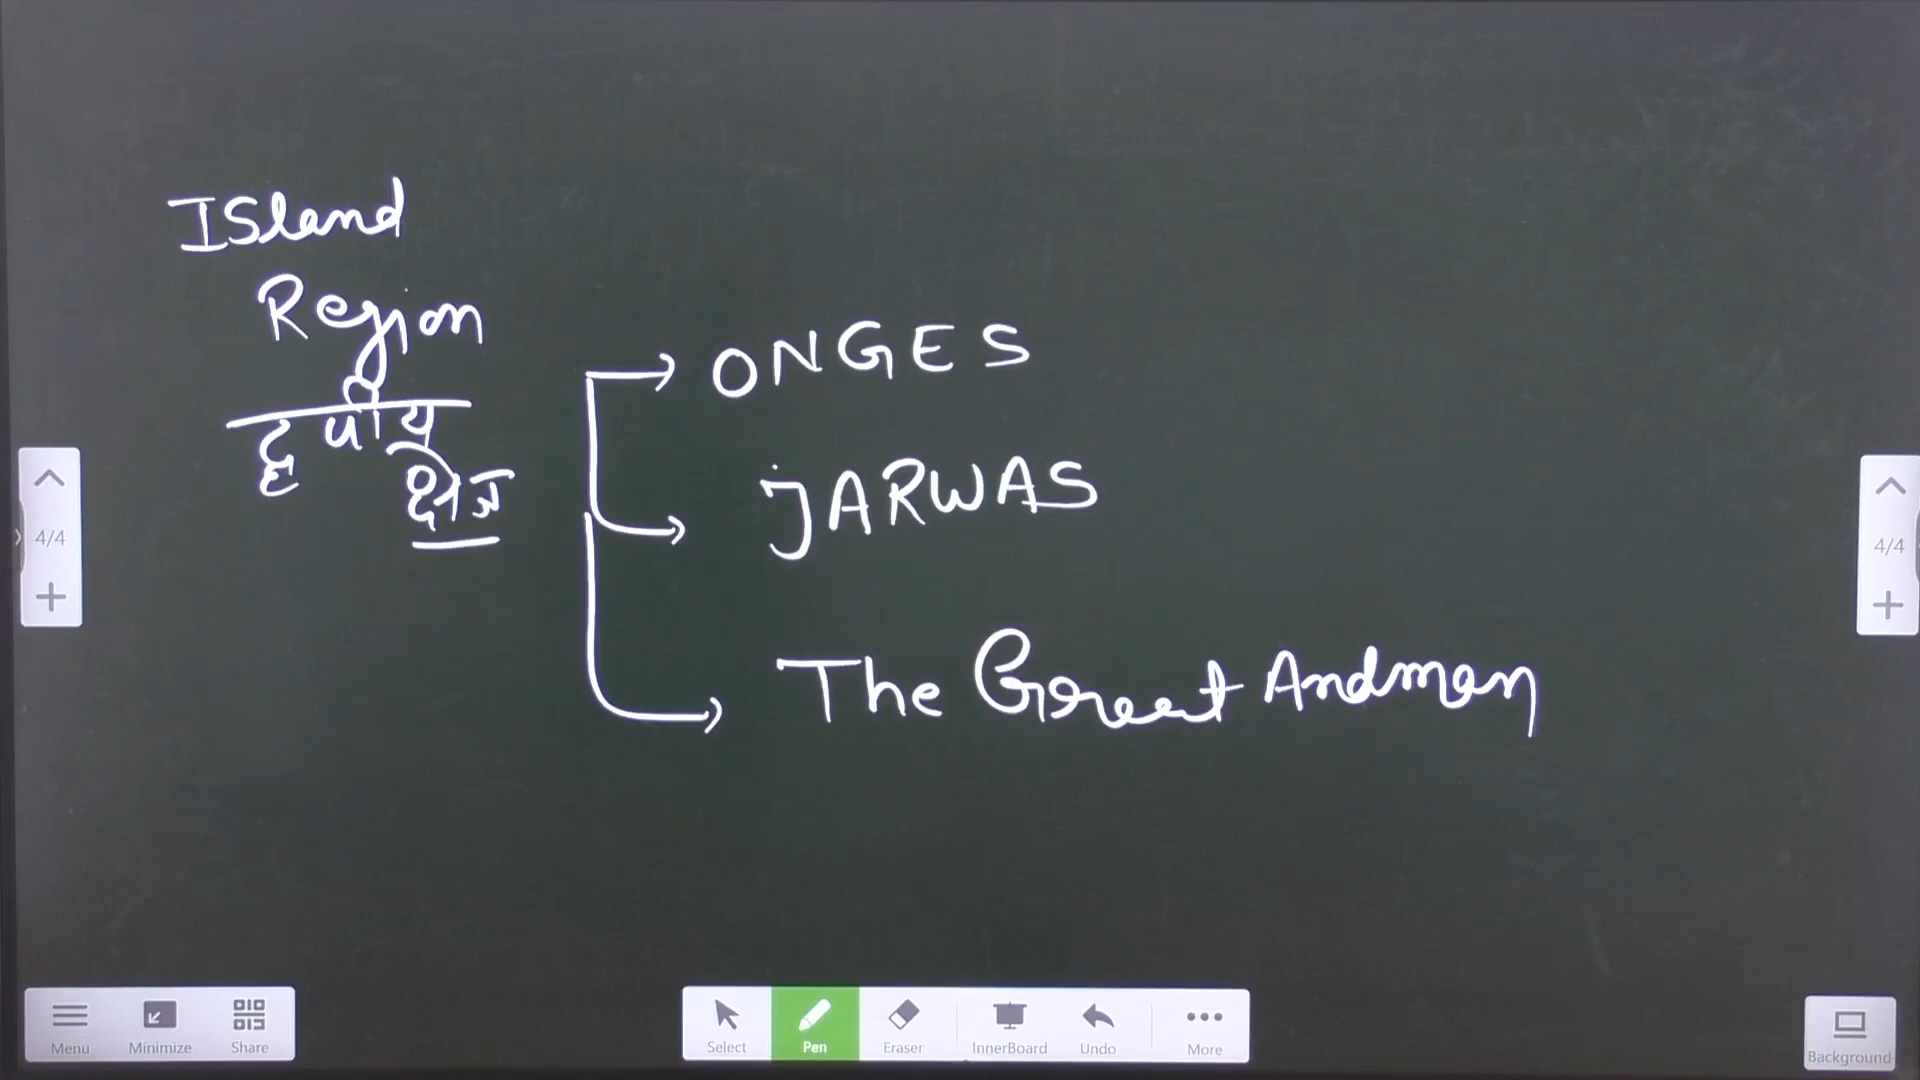 ISland
Region
द्वीपीय
क्षेत्र
ONGES
JARWAS
The Great Andman
4/4
4/4
Menu
Minimize
Share
Select
Pen
Eraser
InnerBoard
Undo
More
Background